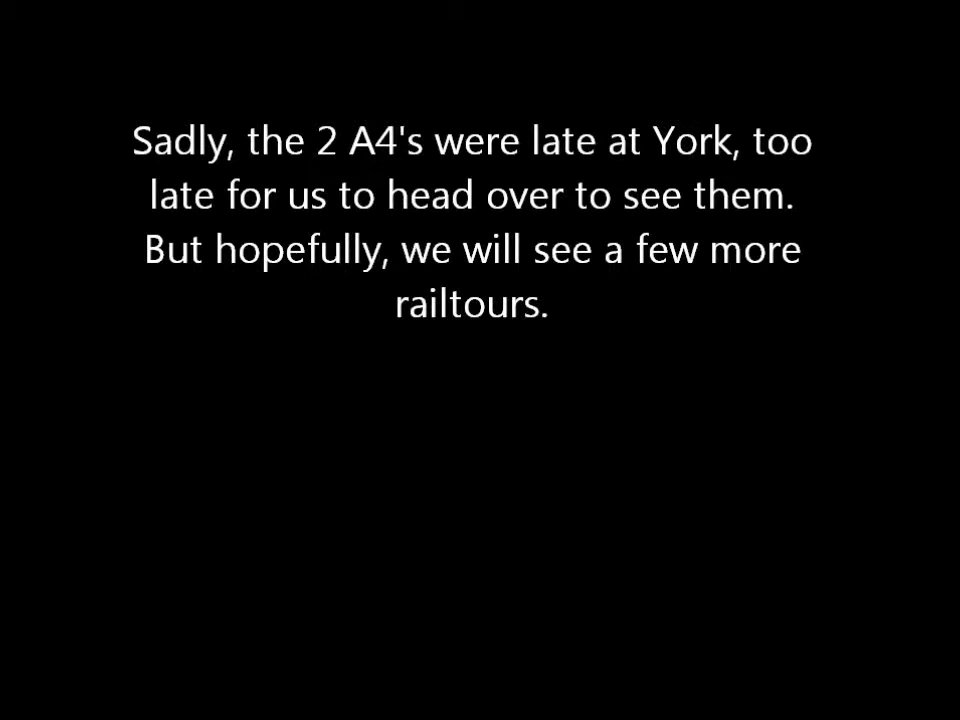 Sadly, the 2 A4's were late at York, too
late for us to head over to see them.
But hopefully, we will see a few more
railtours.